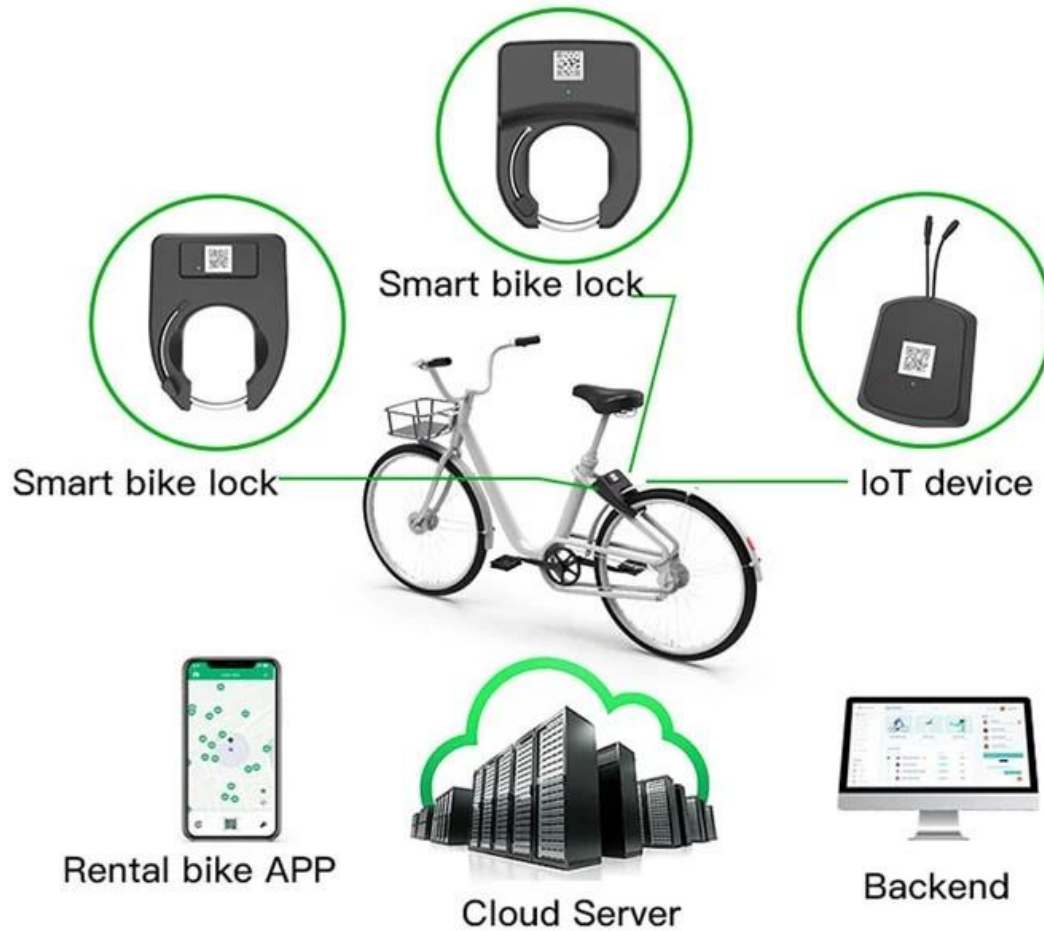 Smart bike lock
Smart bike lock
IoT device
Rental bike APP
Cloud Server
Backend